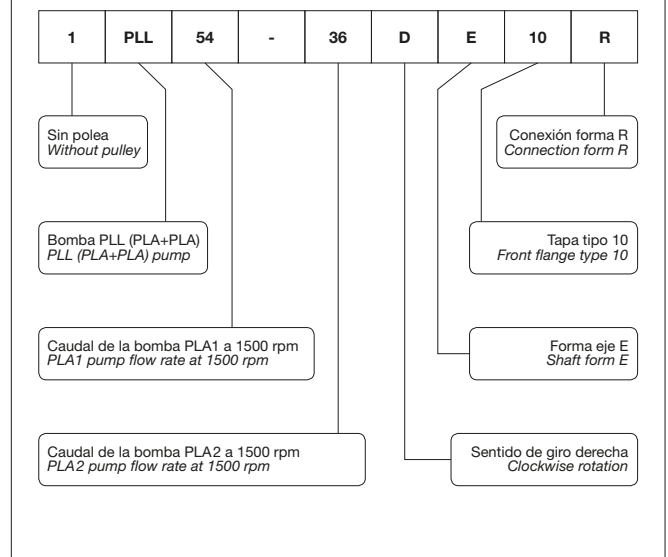 1 PLL 54 - 36 D E 10 R
Sin polea
Without pulley
Conexión forma R
Connection form R
Bomba PLL (PLA+PLA)
PLL (PLA+PLA) pump
Tapa tipo 10
Front flange type 10
Caudal de la bomba PLA1 a 1500 rpm
PLA1 pump flow rate at 1500 rpm
Forma eje E
Shaft form E
Caudal de la bomba PLA2 a 1500 rpm
PLA2 pump flow rate at 1500 rpm
Sentido de giro derecha
Clockwise rotation